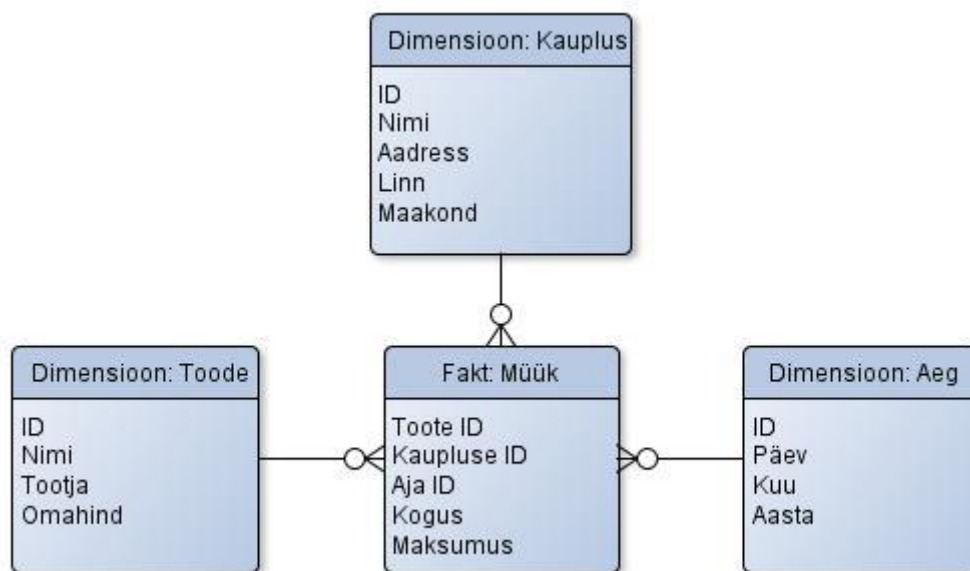 Dimensioon: Kauplus
ID
Nimi
Aadress
Linn
Maakond
Dimensioon: Toode
ID
Nimi
Tootja
Omahind
Fakt: Müük
Toote ID
Kaupluse ID
Aja ID
Kogus
Maksumus
Dimensioon: Aeg
ID
Päev
Kuu
Aasta